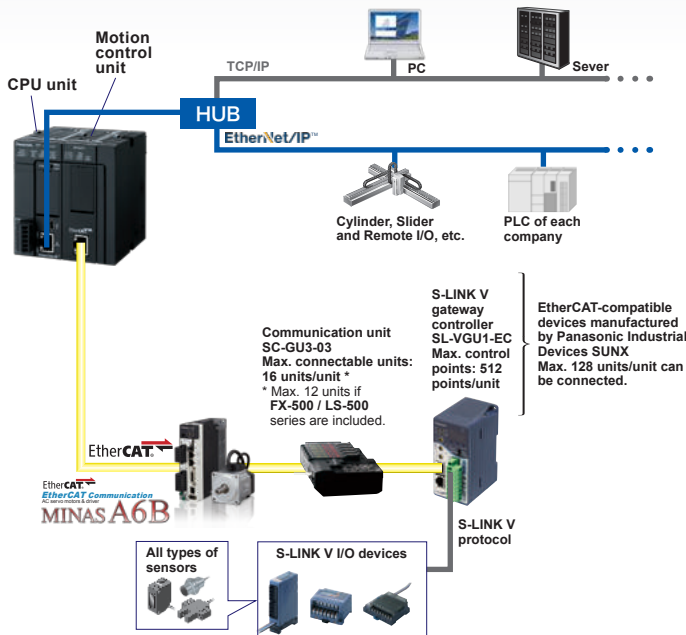 Motion
control
unit
CPU unit
TCP/IP
PC
Sever
HUB
EtherNet/IP™
Cylinder, Slider
and Remote I/O, etc.
PLC of each
company
Communication unit
SC-GU3-03
Max. connectable units:
16 units/unit *
* Max. 12 units if
FX-500 / LS-500
series are included.
S-LINK V
gateway
controller
SL-VGU1-EC
Max. control
points: 512
points/unit
EtherCAT-compatible
devices manufactured
by Panasonic Industrial
Devices SUNX
Max. 128 units/unit can
be connected.
EtherCAT®
EtherCAT
EtherCAT Communication
AC servo motors & driver
MINAS A6B
S-LINK V
protocol
All types of
sensors
S-LINK V I/O devices